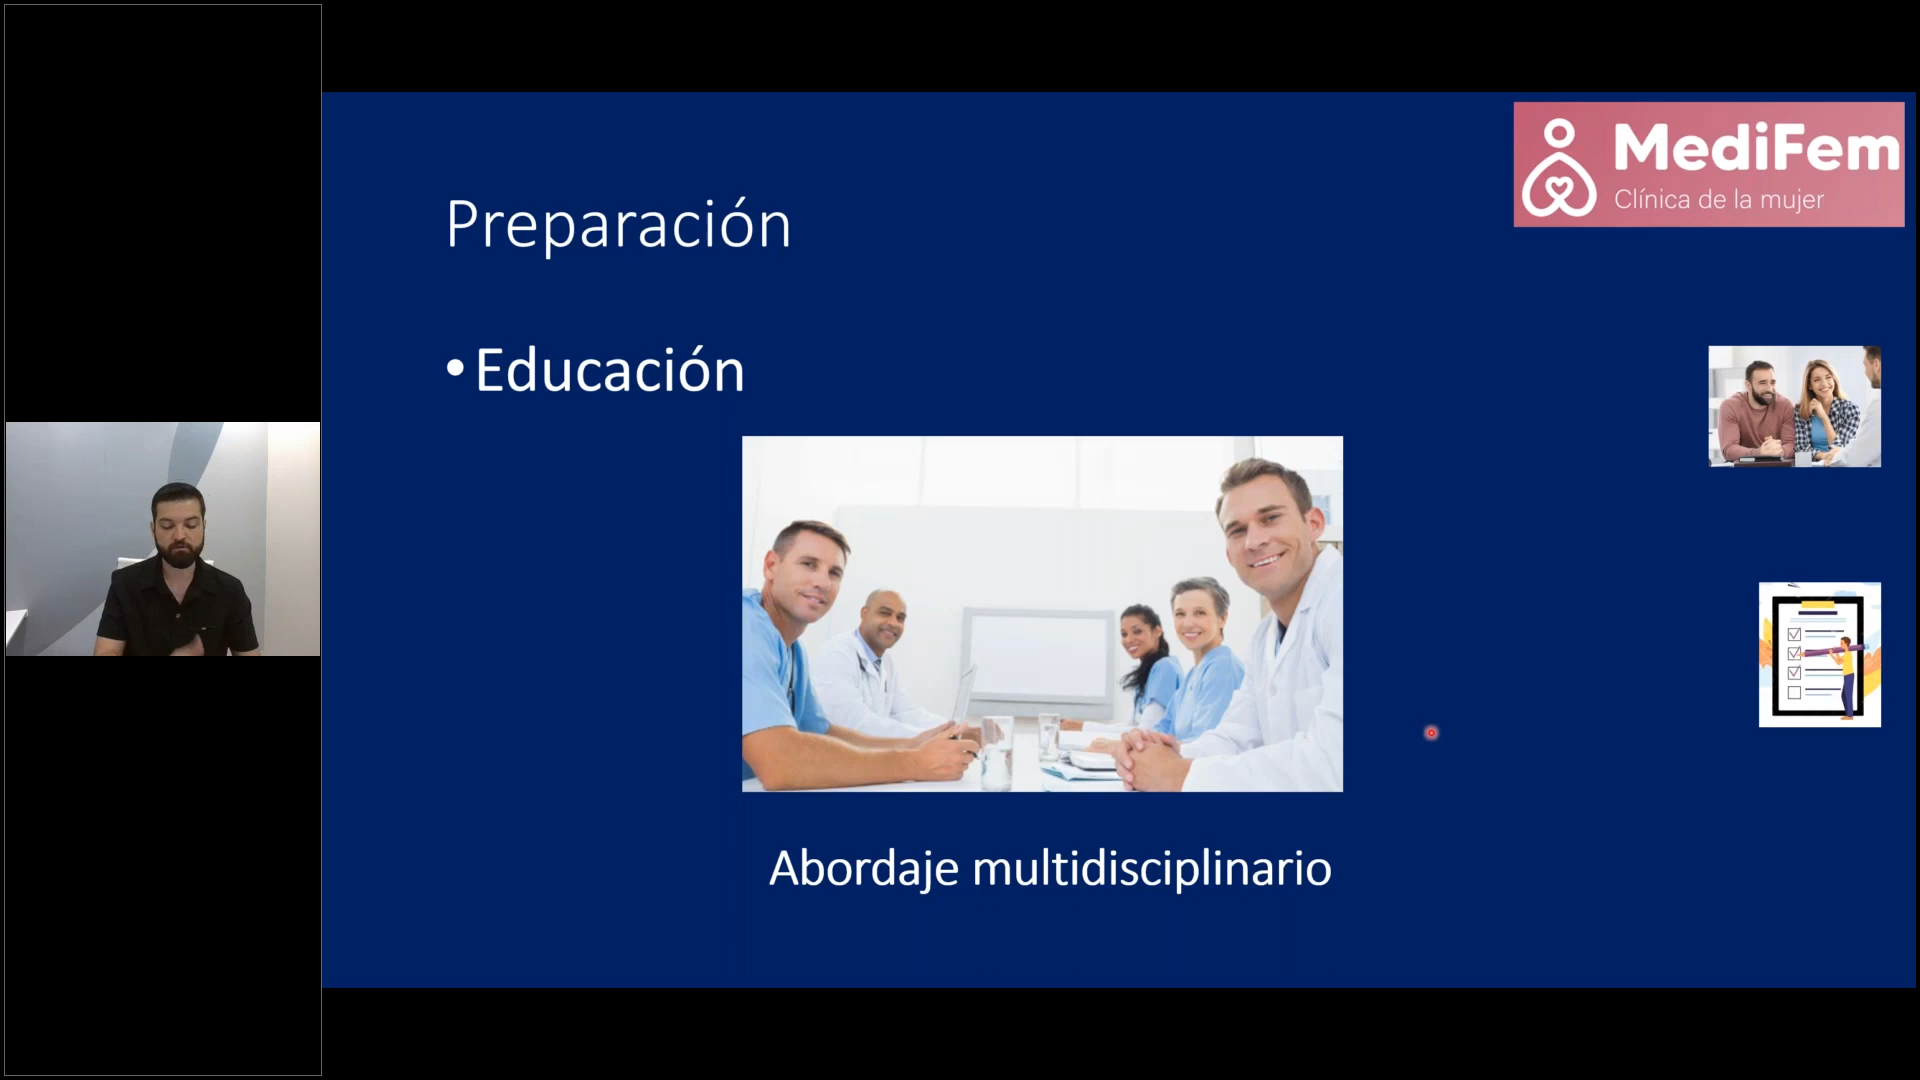 MediFem
Clínica de la mujer
Preparación
• Educación
Abordaje multidisciplinario